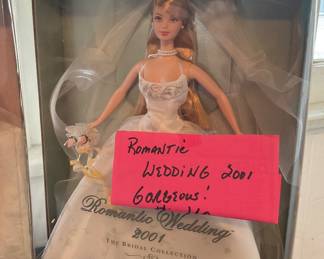 ROMANTIC
WEDDING 2001
GORGEOUS!
Romantic Wedding
2001
THE BRIDAL COLLECTION